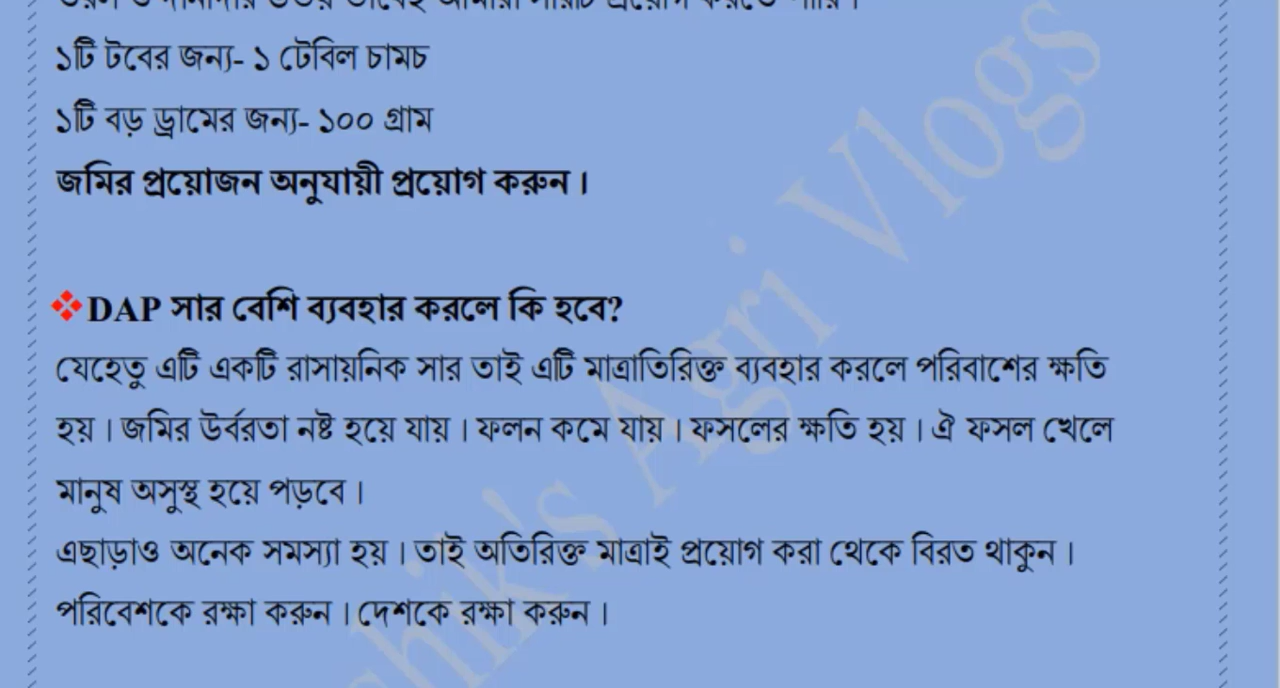 ১টি টবের জন্য- ১ টেবিল চামচ
১টি বড় ড্রামের জন্য- ১০০ গ্রাম
জমির প্রয়োজন অনুযায়ী প্রয়োগ করুন।
DAP সার বেশি ব্যবহার করলে কি হবে?
যেহেতু এটি একটি রাসায়নিক সার তাই এটি মাত্রাতিরিক্ত ব্যবহার করলে পরিবাশের ক্ষতি
হয়। জমির উর্বরতা নষ্ট হয়ে যায়। ফলন কমে যায়। ফসলের ক্ষতি হয়। ঐ ফসল খেলে
মানুষ অসুস্থ হয়ে পড়বে।
এছাড়াও অনেক সমস্যা হয়। তাই অতিরিক্ত মাত্রাই প্রয়োগ করা থেকে বিরত থাকুন।
পরিবেশকে রক্ষা করুন। দেশকে রক্ষা করুন।
Agri Vlogs